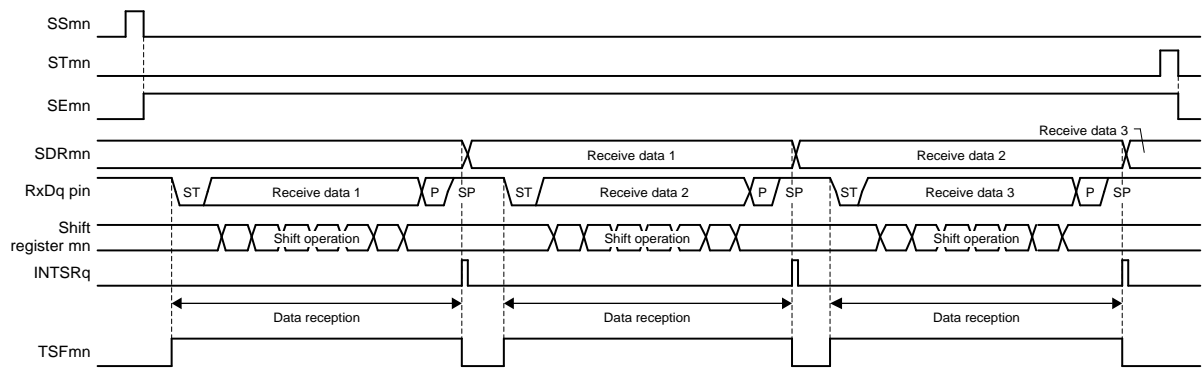 SSmn
STmn
SEmn
Receive data 3
SDRmn
Receive data 1
Receive data 2
RxDq pin
ST
Receive data 1
P
SP
ST
Receive data 2
P
SP
ST
Receive data 3
P
SP
Shift
register mn
Shift operation
Shift operation
Shift operation
INTSRq
Data reception
Data reception
Data reception
TSFmn